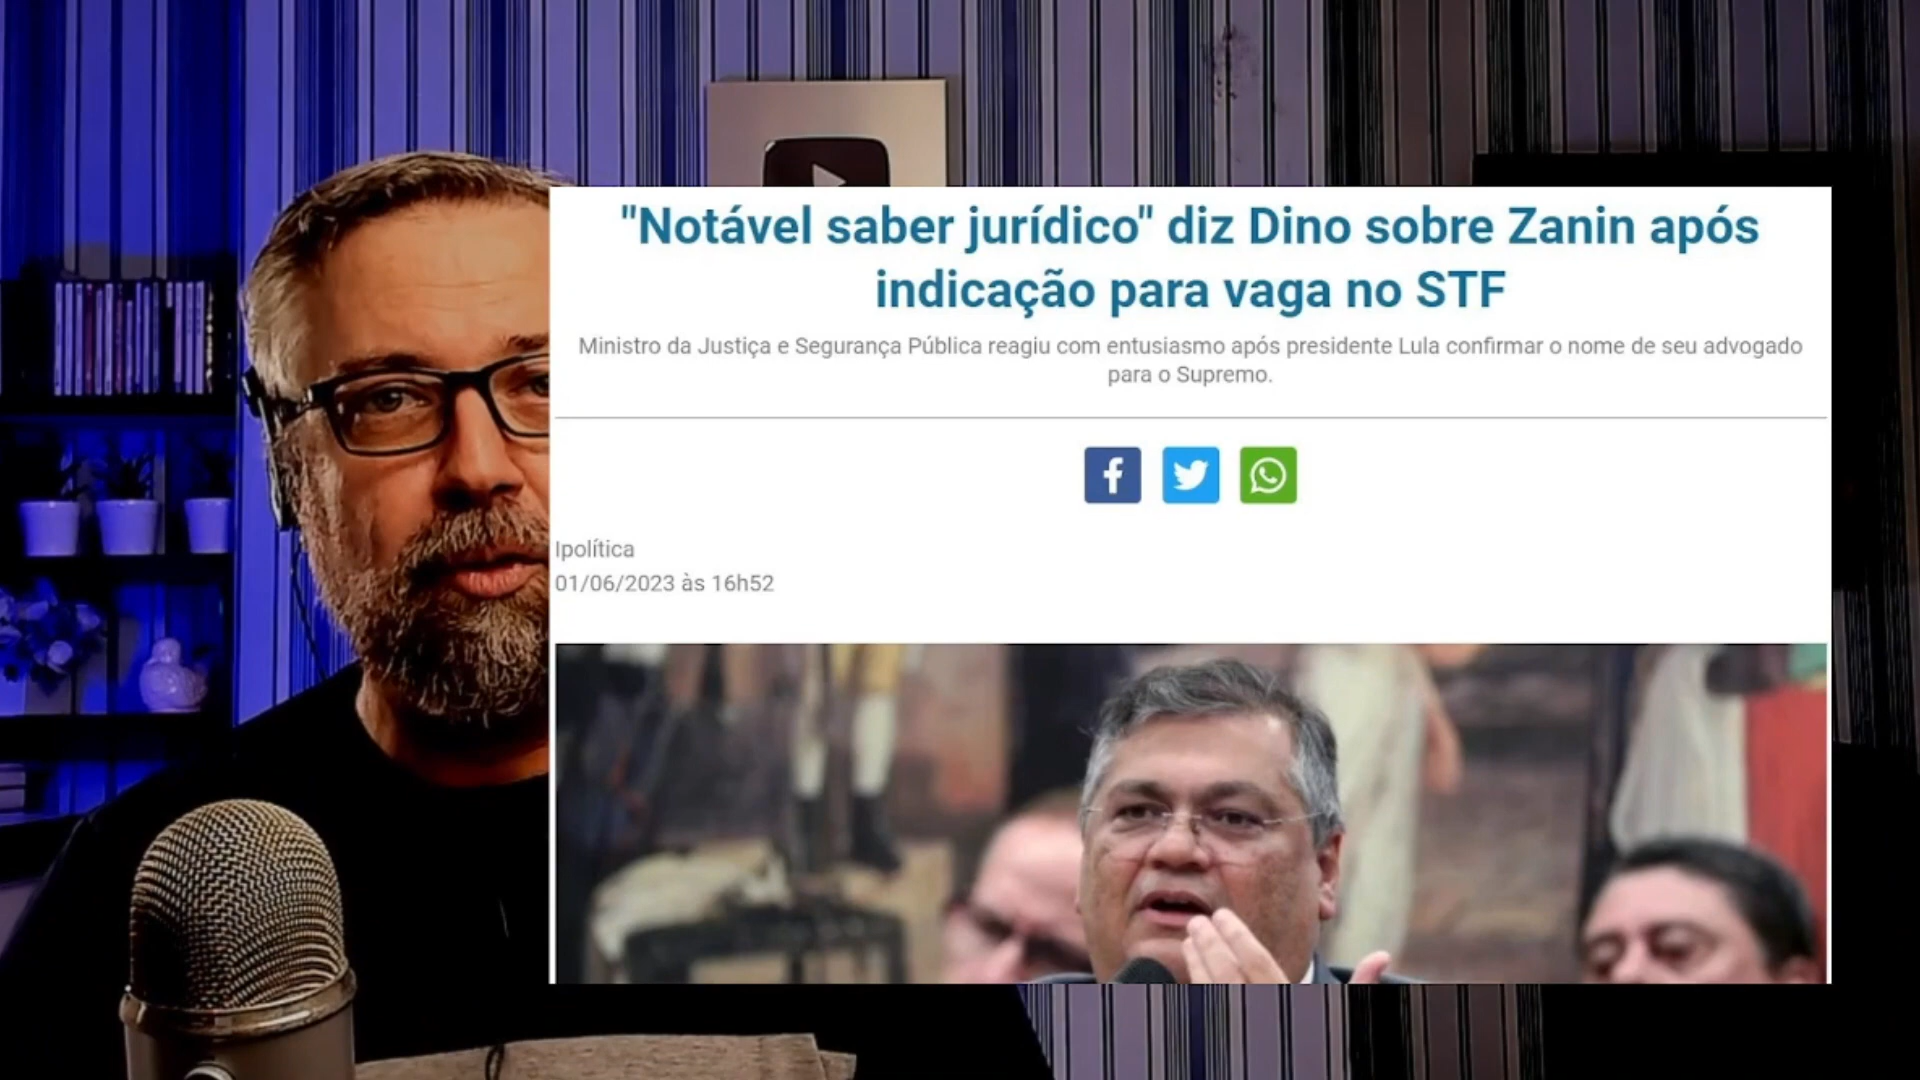 "Notável saber jurídico" diz Dino sobre Zanin após
indicação para vaga no STF
Ministro da Justiça e Segurança Pública reagiu com entusiasmo após presidente Lula confirmar o nome de seu advogado
para o Supremo.
Ipolítica
01/06/2023 às 16h52